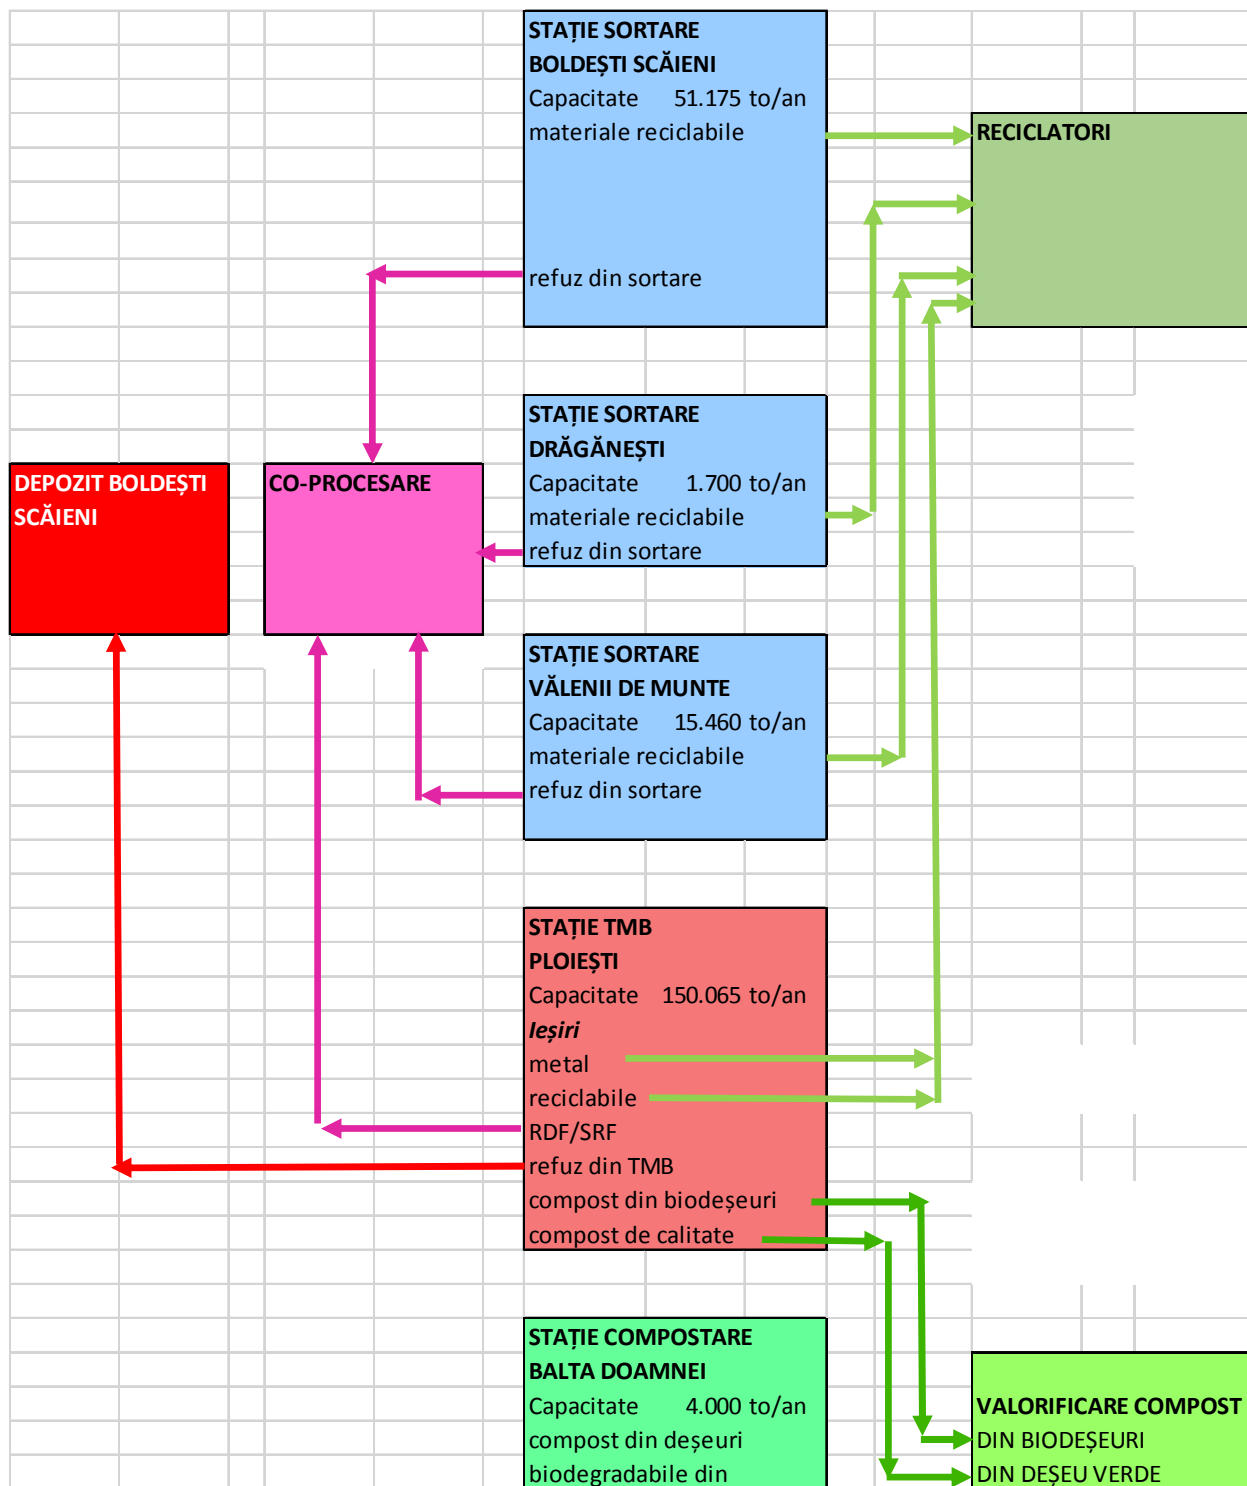 STAȚIE SORTARE
BOLDEȘTI SCĂIENI
Capacitate 51.175 to/an
materiale reciclabile
refuz din sortare
RECICLATORI
STAȚIE SORTARE
DRĂGĂNEȘTI
Capacitate 1.700 to/an
materiale reciclabile
refuz din sortare
DEPOZIT BOLDEȘTI
SCĂIENI
CO-PROCESARE
STAȚIE SORTARE
VĂLENII DE MUNTE
Capacitate 15.460 to/an
materiale reciclabile
refuz din sortare
STAȚIE TMB
PLOIEȘTI
Capacitate 150.065 to/an
Ieșiri
metal
reciclabile
RDF/SRF
refuz din TMB
compost din biodeșeuri
compost de calitate
STAȚIE COMPOSTARE
BALTA DOAMNEI
Capacitate 4.000 to/an
compost din deșeuri
biodegradabile din
VALORIFICARE COMPOST
DIN BIODEȘEURI
DIN DEȘEU VERDE